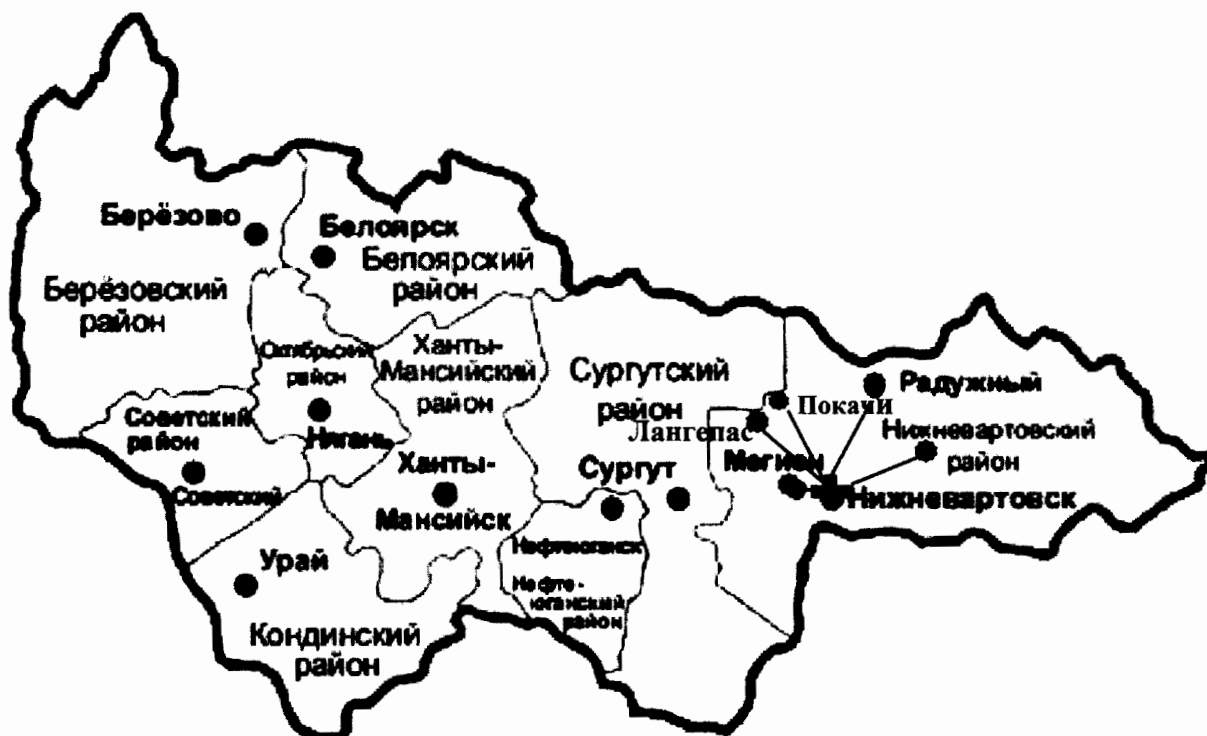 Берёзово
Белоярск
Белоярский
район
Берёзовский
район
Октябрьский
район
Ханты-
Мансийский
район
Сургутский
район
Радужный
Покачи
Лангепас
Нижневартовский
район
Советский
район
Нягань
Мегион
Ханты-
Мансийск
Сургут
Нижневартовск
Советский
Нефтеюганск
Урай
Нефте-
юганский
район
Кондинский
район